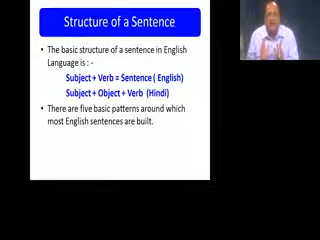 Structure of a Sentence
• The basic structure of a sentence in English
Language is : -
Subject + Verb = Sentence ( English)
Subject + Object + Verb (Hindi)
• There are five basic patterns around which
most English sentences are built.